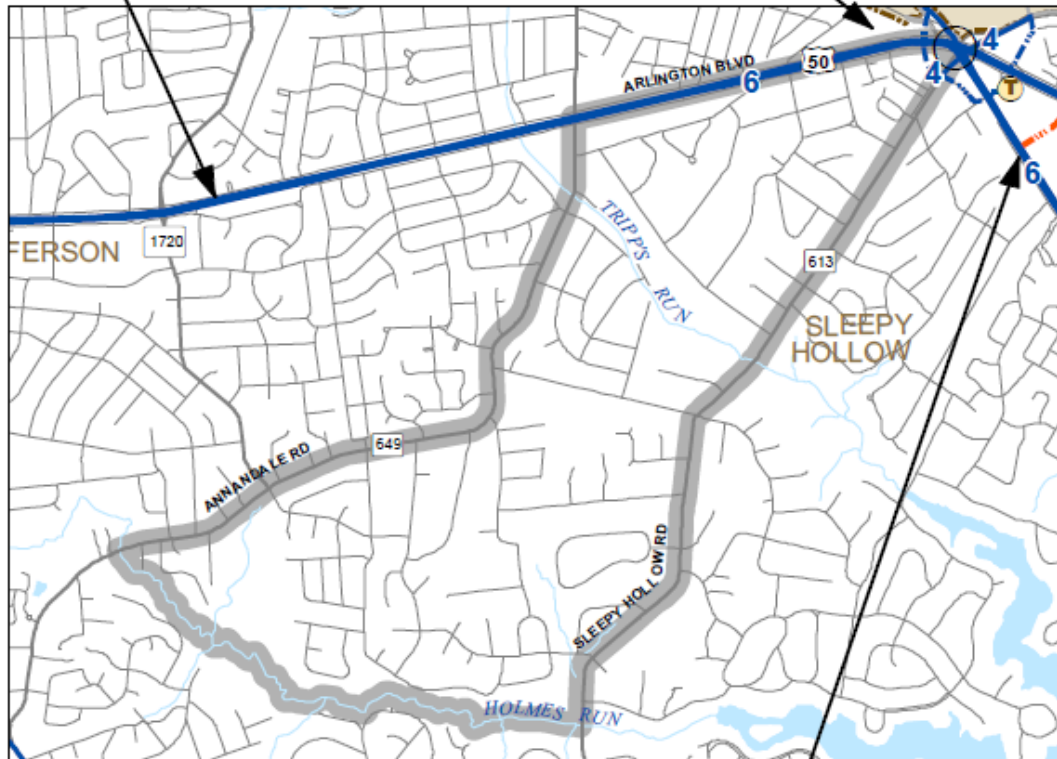 ARLINGTON BLVD
50
6
4
4
T
6
1720
FERSON
TRIPP'S
RUN
613
SLEEPY
HOLLOW
649
ANNANDALE RD
SLEEPY HOLLOW RD
HOLMES RUN